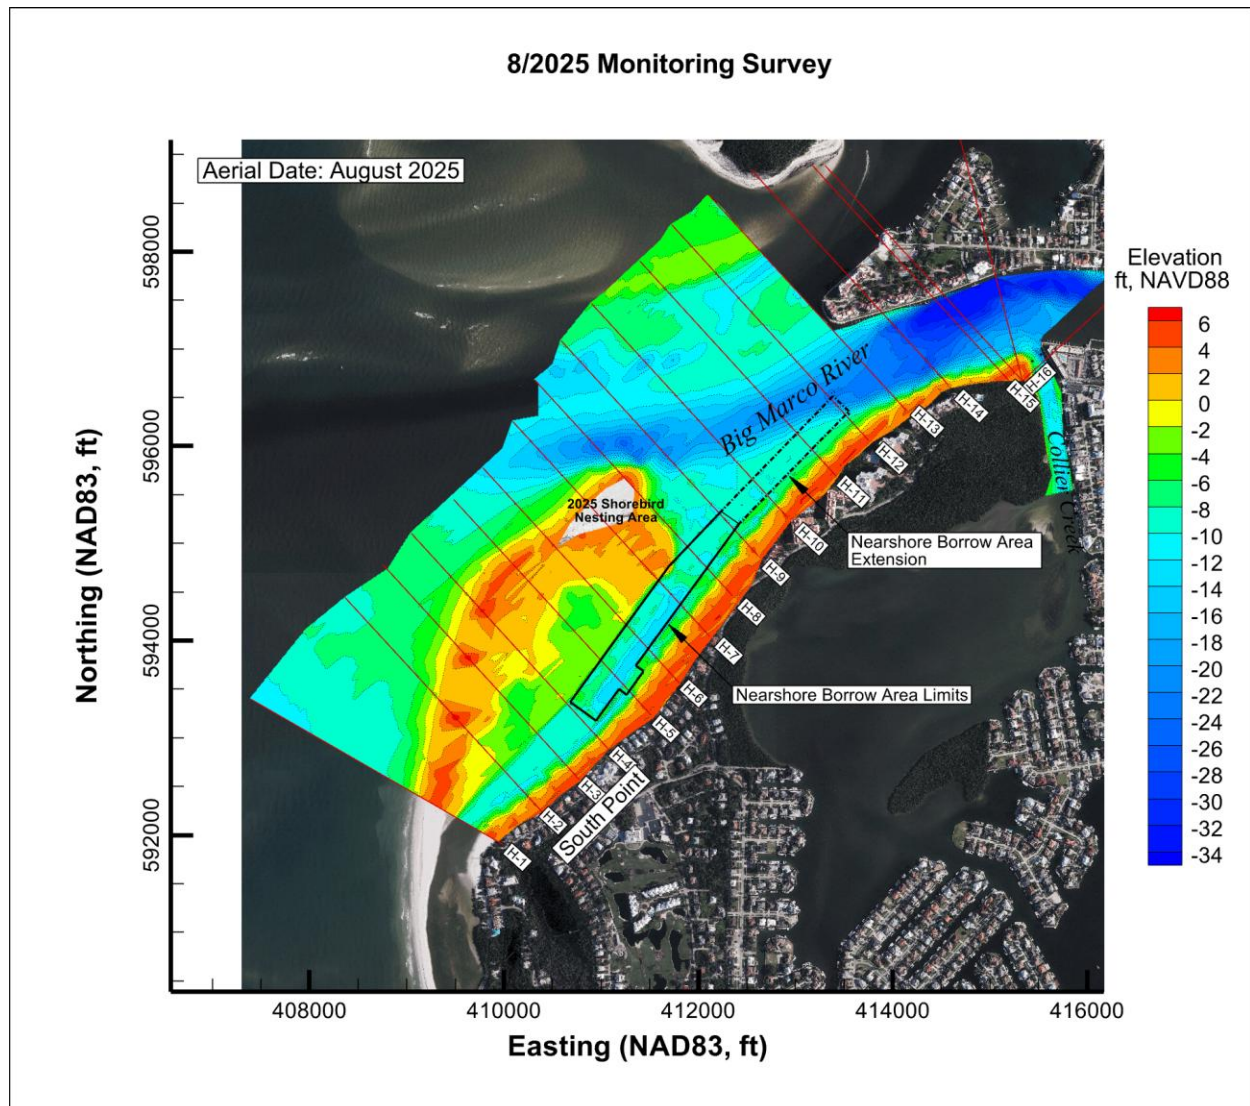 8/2025 Monitoring Survey
Aerial Date: August 2025
598000
596000
594000
592000
Northing (NAD83, ft)
408000
410000
412000
414000
416000
Easting (NAD83, ft)
Elevation
ft, NAVD88
6
4
2
0
-2
-4
-6
-8
-10
-12
-14
-16
-18
-20
-22
-24
-26
-28
-30
-32
-34
Big Marco River
Collier Creek
2025 Shorebird
Nesting Area
Nearshore Borrow Area
Extension
Nearshore Borrow Area Limits
South Point
H-1
H-2
H-3
H-4
H-5
H-6
H-7
H-8
H-9
H-10
H-11
H-12
H-13
H-14
H-15
H-16